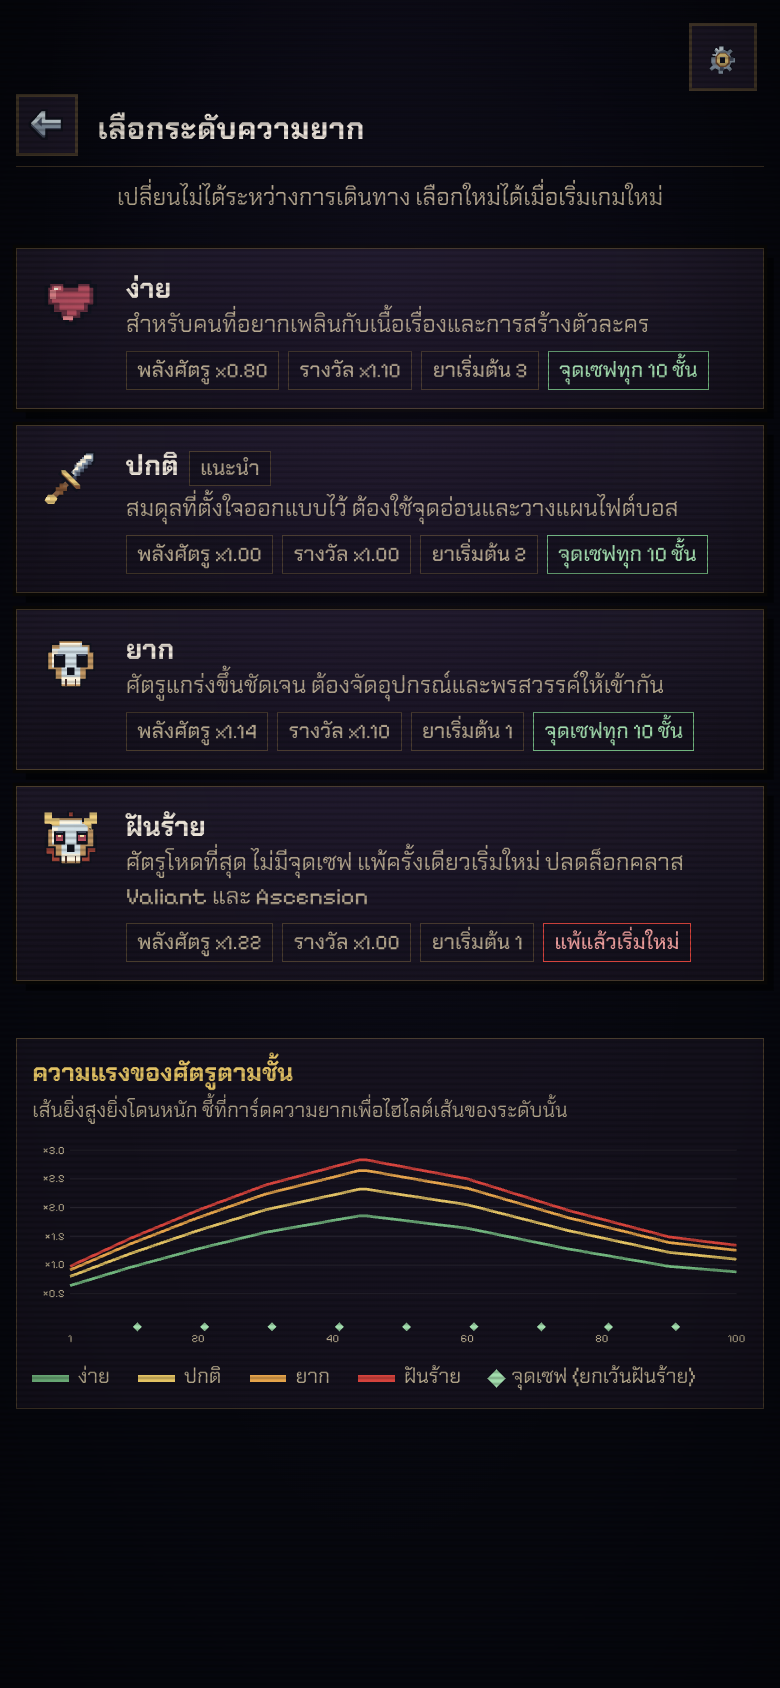 เลือกระดับความยาก
เปลี่ยนไม่ได้ระหว่างการเดินทาง เลือกใหม่ได้เมื่อเริ่มเกมใหม่
ง่าย
สำหรับคนที่อยากเพลินกับเนื้อเรื่องและการสร้างตัวละคร
พลังศัตรู x0.80 รางวัล x1.10 ยาเริ่มต้น 3 จุดเซฟทุก 10 ชั้น
ปกติ แนะนำ
สมดุลที่ตั้งใจออกแบบไว้ ต้องใช้จุดอ่อนและวางแผนไฟต์บอส
พลังศัตรู x1.00 รางวัล x1.00 ยาเริ่มต้น 2 จุดเซฟทุก 10 ชั้น
ยาก
ศัตรูแกร่งขึ้นชัดเจน ต้องจัดอุปกรณ์และพรสวรรค์ให้เข้ากัน
พลังศัตรู x1.14 รางวัล x1.10 ยาเริ่มต้น 1 จุดเซฟทุก 10 ชั้น
ฝันร้าย
ศัตรูโหดที่สุด ไม่มีจุดเซฟ แพ้ครั้งเดียวเริ่มใหม่ ปลดล็อกคลาส
Valiant และ Ascension
พลังศัตรู x1.22 รางวัล x1.00 ยาเริ่มต้น 1 แพ้แล้วเริ่มใหม่
ความแรงของศัตรูตามชั้น
เส้นยิ่งสูงยิ่งโดนหนัก ชี้ที่การ์ดความยากเพื่อไฮไลต์เส้นของระดับนั้น
×3.0
×2.5
×2.0
×1.5
×1.0
×0.5
1 20 40 60 80 100
ง่าย ปกติ ยาก ฝันร้าย จุดเซฟ (ยกเว้นฝันร้าย)